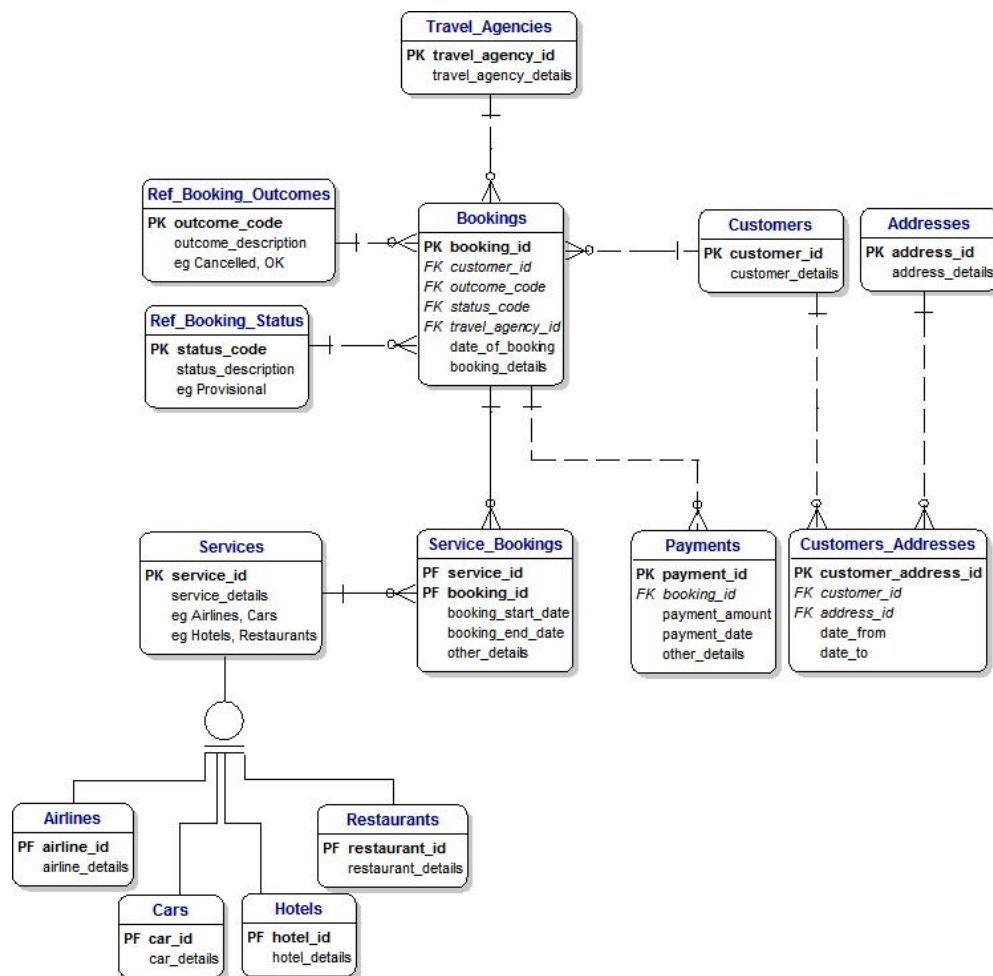 Travel_Agencies
PK travel_agency_id
travel_agency_details
Ref_Booking_Outcomes
PK outcome_code
outcome_description
eg Cancelled, OK
Ref_Booking_Status
PK status_code
status_description
eg Provisional
Bookings
PK booking_id
FK customer_id
FK outcome_code
FK status_code
FK travel_agency_id
date_of_booking
booking_details
Customers
PK customer_id
customer_details
Addresses
PK address_id
address_details
Services
PK service_id
service_details
eg Airlines, Cars
eg Hotels, Restaurants
Service_Bookings
PF service_id
PF booking_id
booking_start_date
booking_end_date
other_details
Payments
PK payment_id
FK booking_id
payment_amount
payment_date
other_details
Customers_Addresses
PK customer_address_id
FK customer_id
FK address_id
date_from
date_to
Airlines
PF airline_id
airline_details
Restaurants
PF restaurant_id
restaurant_details
Cars
PF car_id
car_details
Hotels
PF hotel_id
hotel_details